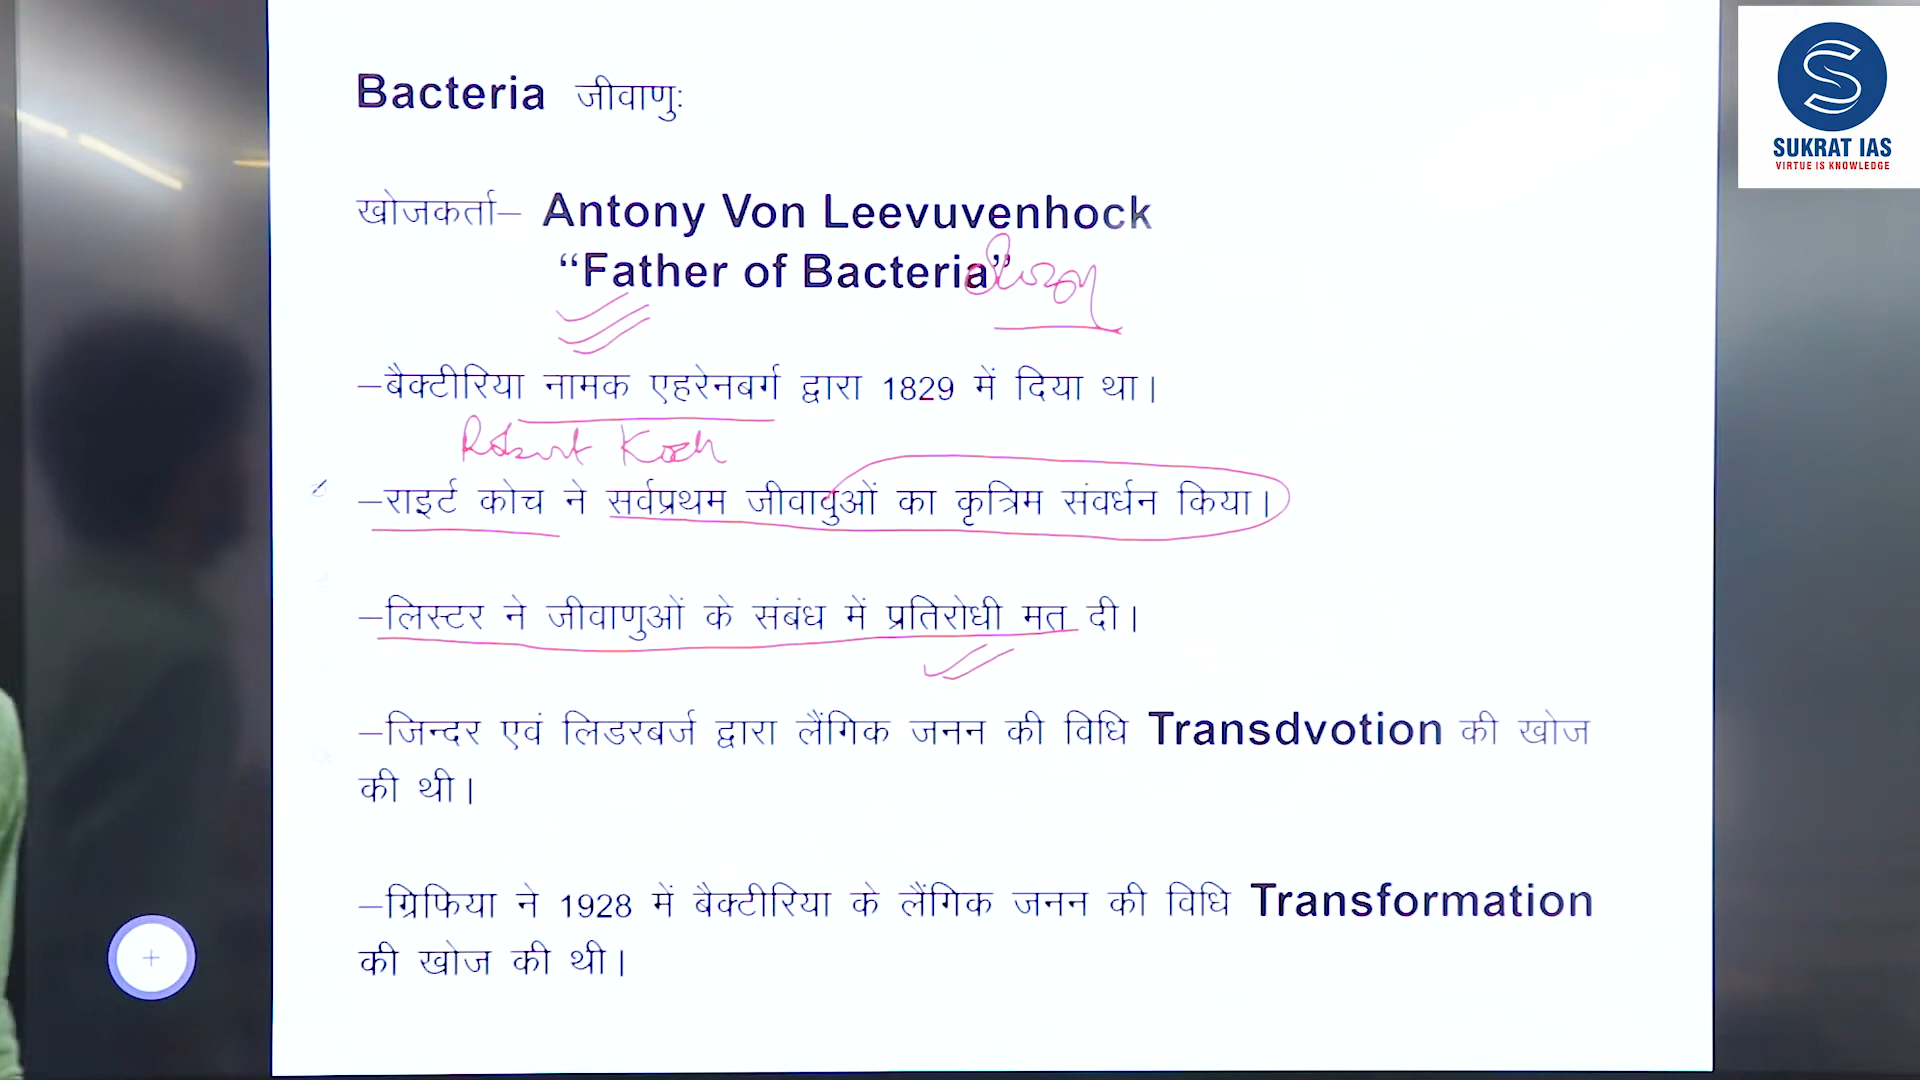 Bacteria जीवाणु:
SUKRAT IAS
VIRTUE IS KNOWLEDGE
खोजकर्ता– Antony Von Leevuvenhock
“Father of Bacteria”
–बैक्टीरिया नामक एहरेनबर्ग द्वारा 1829 में दिया था।
Robert Koch
–राइर्ट कोच ने सर्वप्रथम जीवावुओं का कृत्रिम संवर्धन किया।
–लिस्टर ने जीवाणुओं के संबंध में प्रतिरोधी मत दी।
–जिन्दर एवं लिडरबर्ज द्वारा लैंगिक जनन की विधि Transdvotion की खोज
की थी।
–ग्रिफिया ने 1928 में बैक्टीरिया के लैंगिक जनन की विधि Transformation
की खोज की थी।